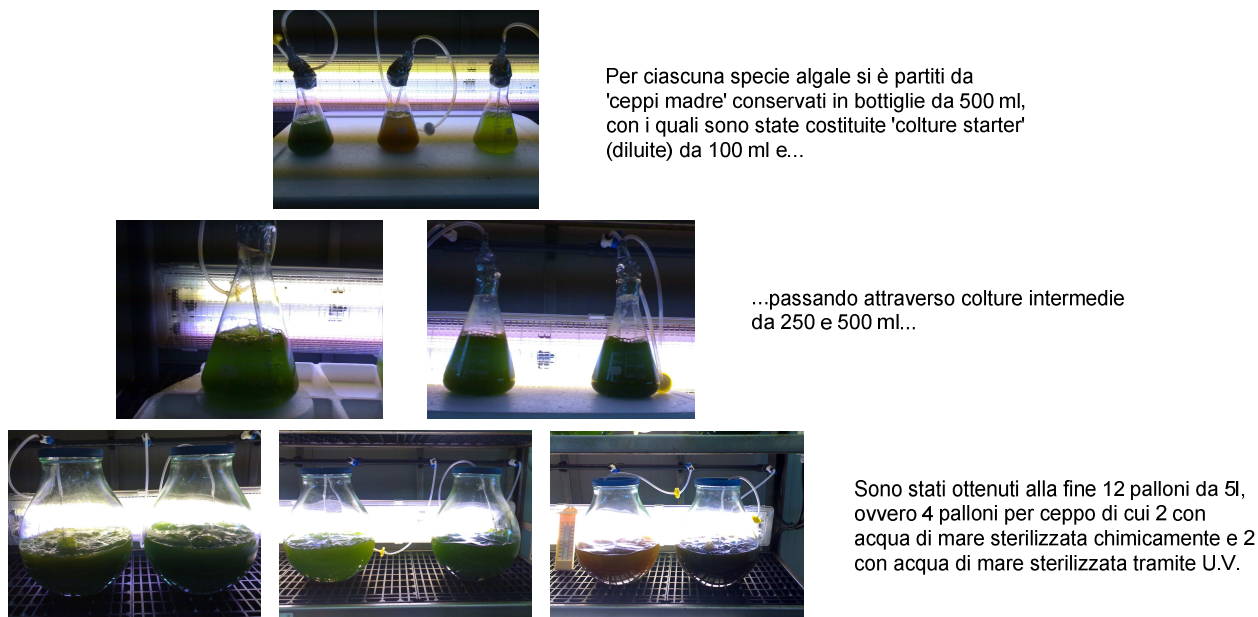 Per ciascuna specie algale si è partiti da
'ceppi madre' conservati in bottiglie da 500 ml,
con i quali sono state costituite 'colture starter'
(diluite) da 100 ml e...
...passando attraverso colture intermedie
da 250 e 500 ml...
Sono stati ottenuti alla fine 12 palloni da 5l,
ovvero 4 palloni per ceppo di cui 2 con
acqua di mare sterilizzata chimicamente e 2
con acqua di mare sterilizzata tramite U.V.